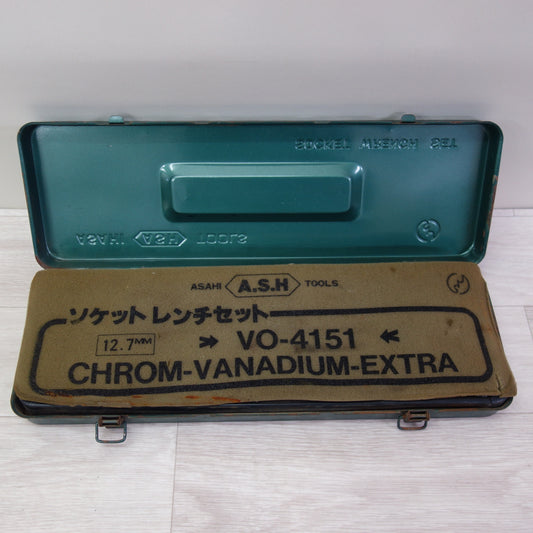 SOCKET WRENCH SET
ASAHI A.S.H TOOLS
ASAHI A.S.H TOOLS
ソケットレンチセット
12.7MM VO-4151
CHROM-VANADIUM-EXTRA